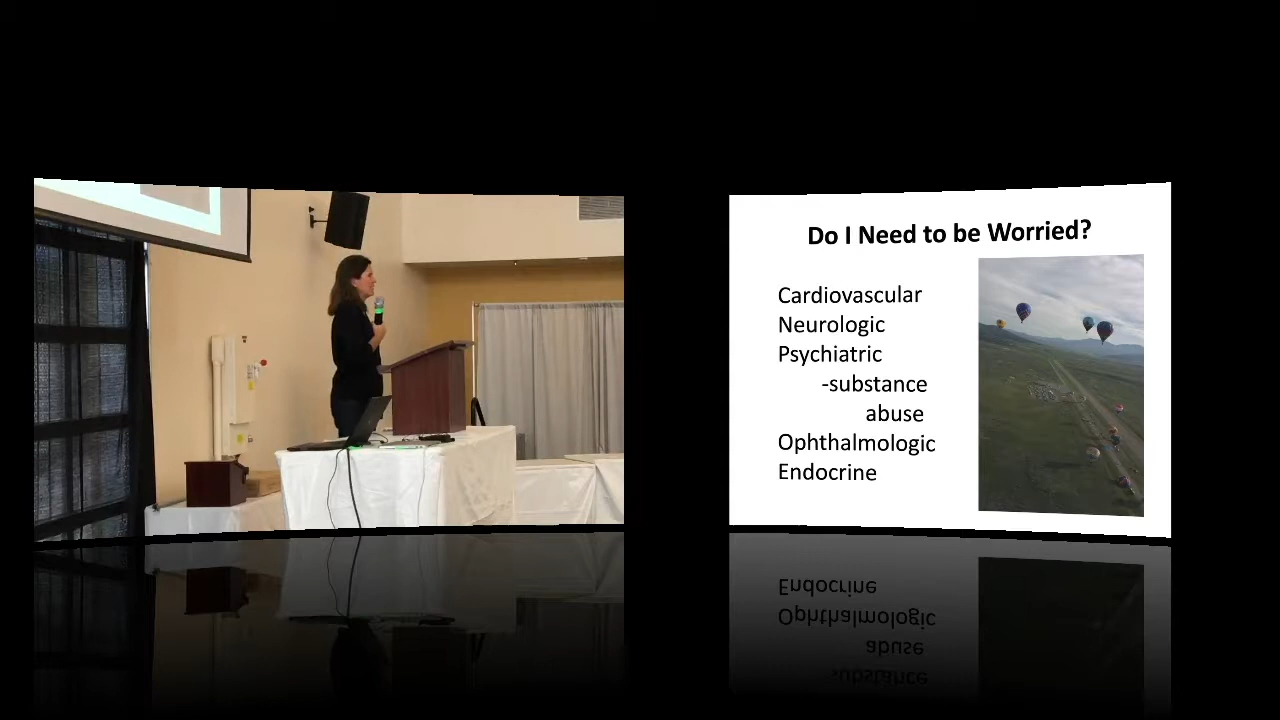 Do I Need to be Worried?
Cardiovascular
Neurologic
Psychiatric
-substance
abuse
Ophthalmologic
Endocrine